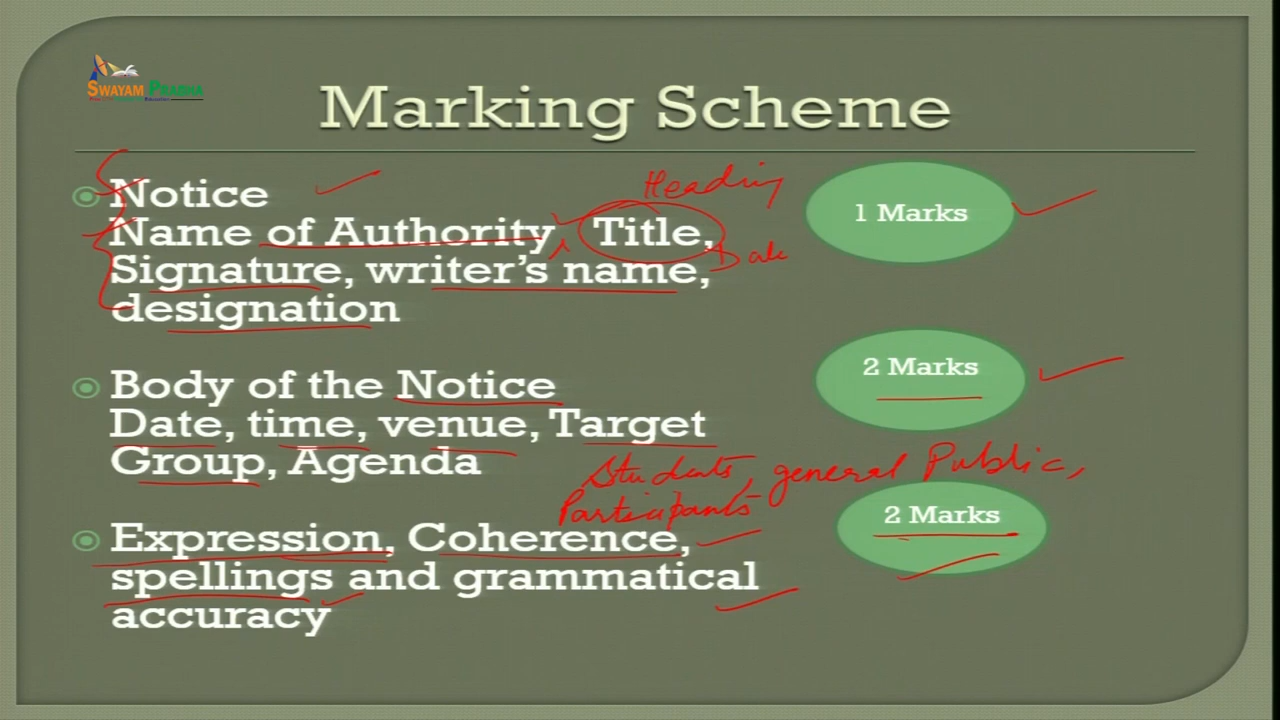 SWAYAM PRABHA
Marking Scheme
Notice
Heading
1 Marks
Name of Authority Title,
Date
Signature, writer's name,
designation
Body of the Notice
2 Marks
Date, time, venue, Target
Group, Agenda
Students, general Public,
Participants
2 Marks
Expression, Coherence,
spellings and grammatical
accuracy